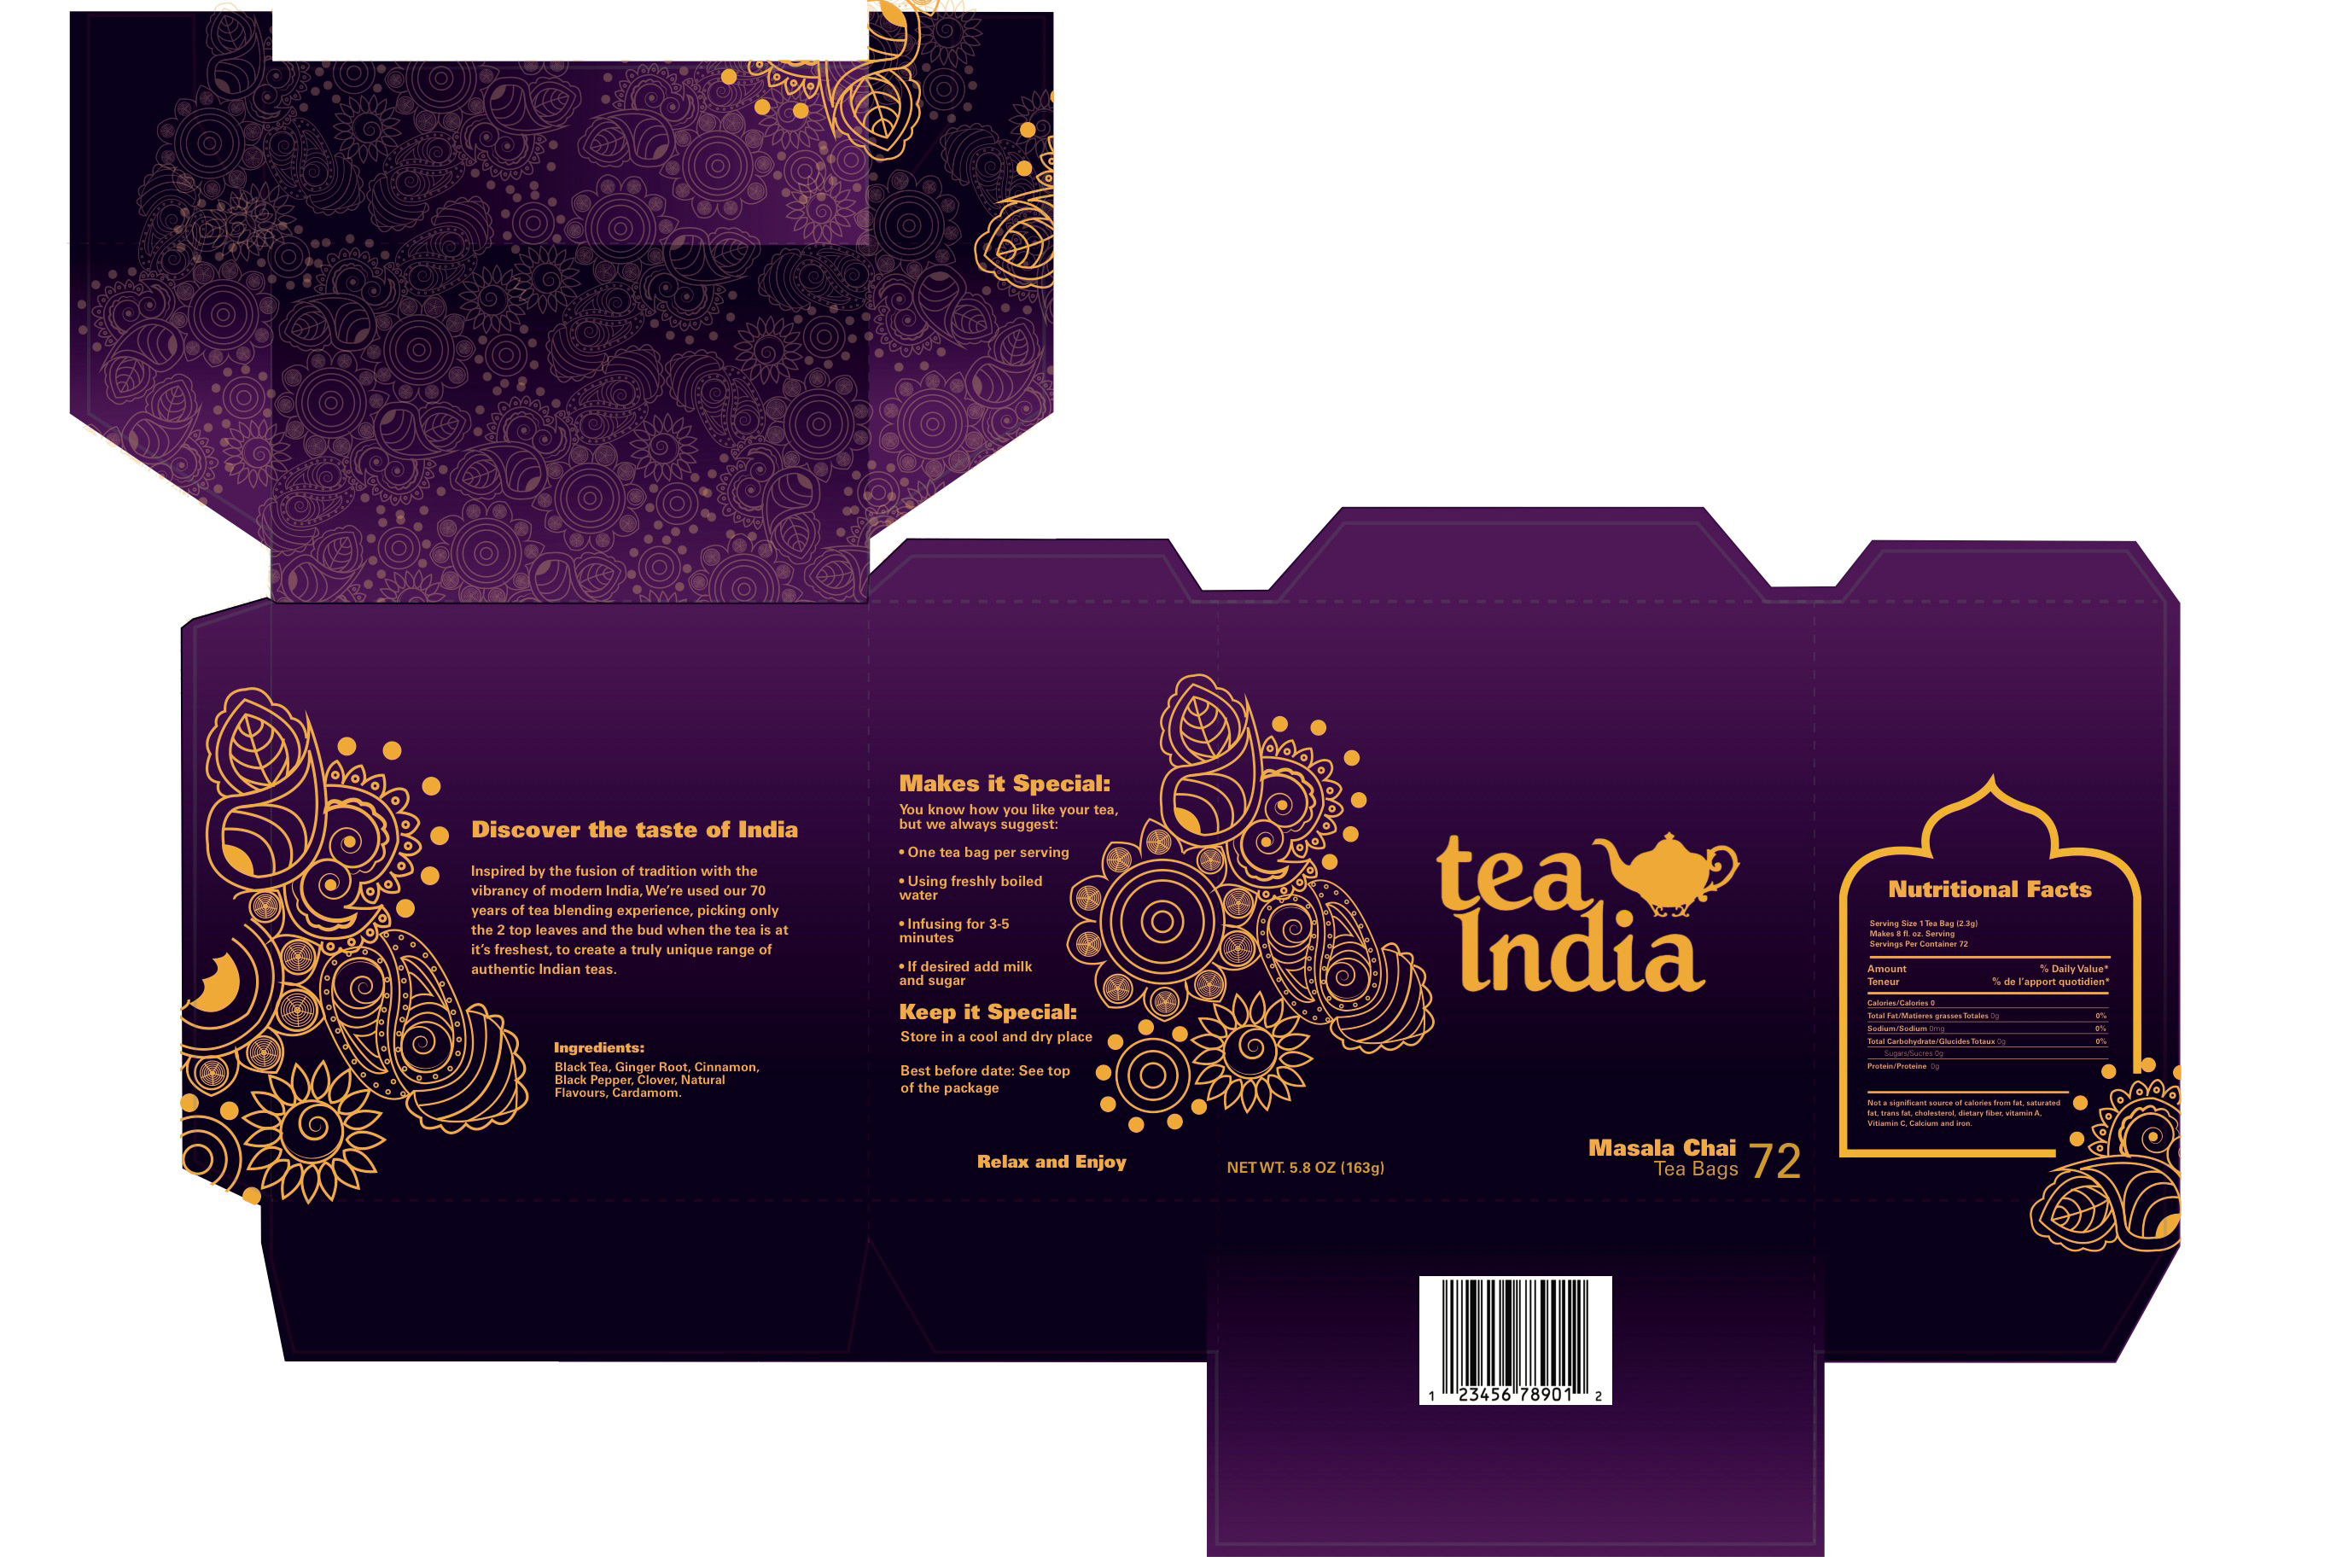 Discover the taste of India
Inspired by the fusion of tradition with the
vibrancy of modern India, We're used our 70
years of tea blending experience, picking only
the 2 top leaves and the bud when the tea is at
it's freshest, to create a truly unique range of
authentic Indian teas.
Ingredients:
Black Tea, Ginger Root, Cinnamon,
Black Pepper, Clover, Natural
Flavours, Cardamom.
Makes it Special:
You know how you like your tea,
but we always suggest:
• One tea bag per serving
• Using freshly boiled
water
• Infusing for 3-5
minutes
• If desired add milk
and sugar
Keep it Special:
Store in a cool and dry place
Best before date: See top
of the package
Relax and Enjoy
tea
India
NET WT. 5.8 OZ (163g)
Masala Chai
Tea Bags 72
Nutritional Facts
Serving Size 1 Tea Bag (2.3g)
Makes 8 fl. oz. Serving
Servings Per Container 72
Amount % Daily Value*
Teneur % de l'apport quotidien*
Calories/Calories 0
Total Fat/Matieres grasses Totales 0g 0%
Sodium/Sodium 0mg 0%
Total Carbohydrate/Glucides Totaux 0g 0%
Sugars/Sucres 0g
Protein/Proteine 0g
Not a significant source of calories from fat, saturated
fat, trans fat, cholesterol, dietary fiber, vitamin A,
Vitiamin C, Calcium and iron.
1 23456 78901 2